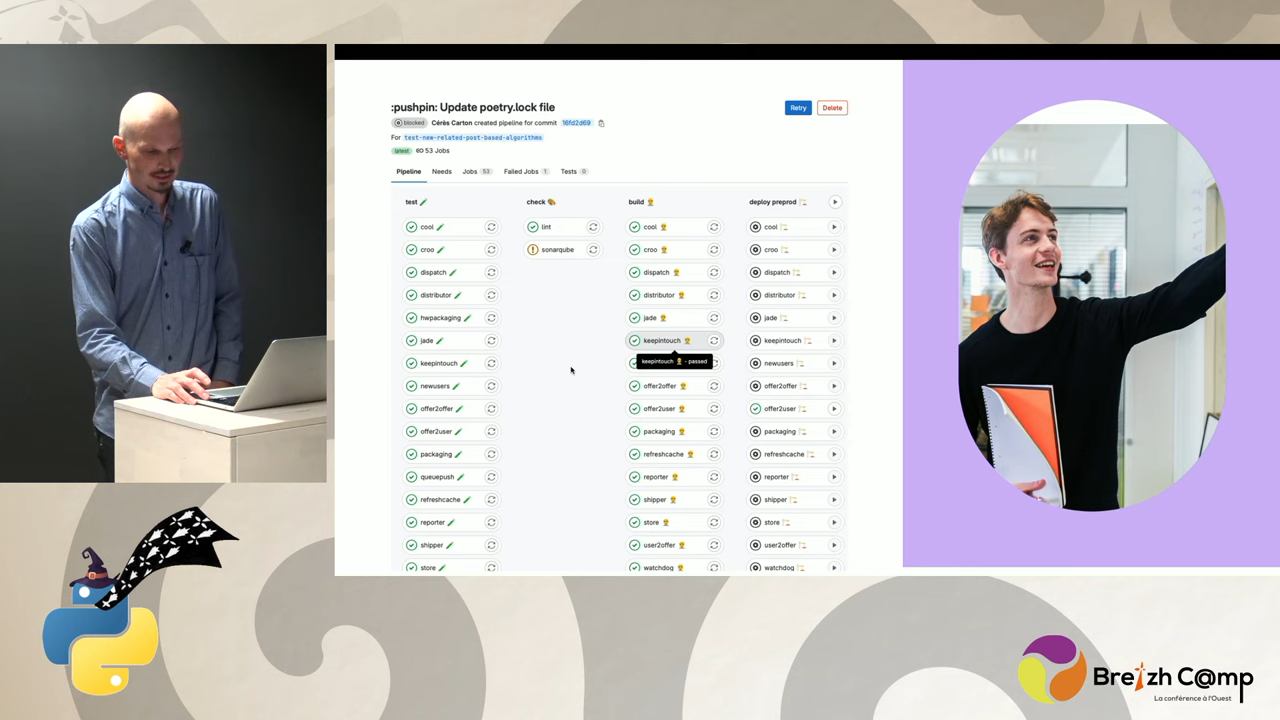 :pushpin: Update poetry.lock file
Retry
Delete
blocked Cérès Carton created pipeline for commit 16fd2d69
For test-new-related-post-based-algorithms
latest 53 Jobs
Pipeline Needs Jobs 53 Failed Jobs 1 Tests 0
test check build deploy preprod
cool lint cool cool
croo sonarqube croo croo
dispatch dispatch dispatch
distributor distributor distributor
hwpackaging jade jade
jade keepintouch keepintouch
keepintouch keepintouch - passed newusers
newusers offer2offer offer2offer
offer2offer offer2user offer2user
offer2user packaging packaging
packaging refreshcache refreshcache
queuepush reporter reporter
refreshcache shipper shipper
reporter store store
shipper user2offer user2offer
store watchdog watchdog
Breizh C@mp
La conférence à l'Ouest